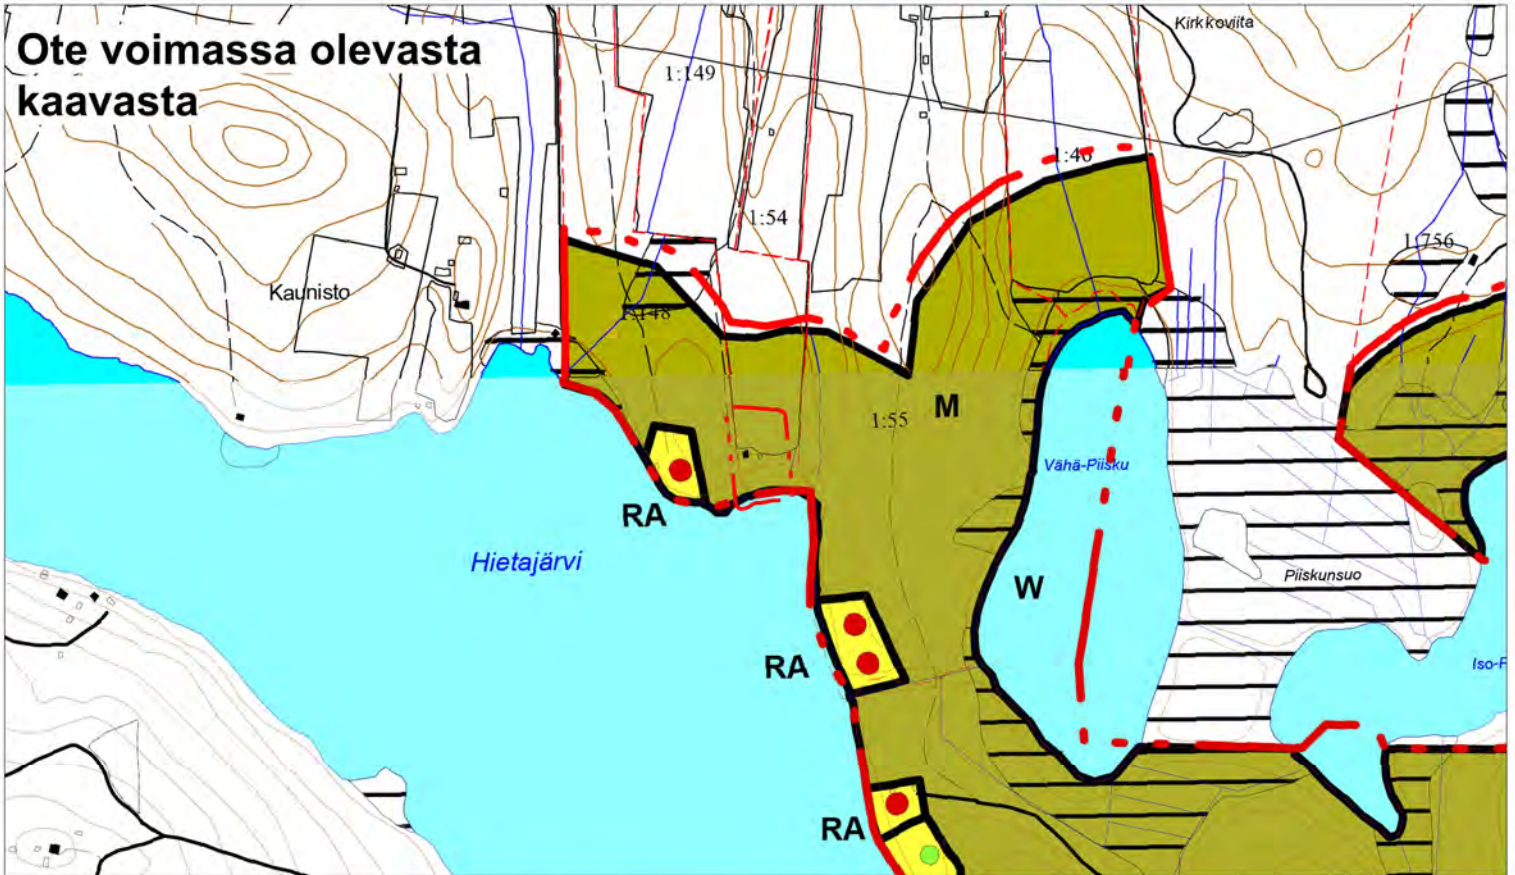 Ote voimassa olevasta
kaavasta
Kirkkoviita
1:149
1:46
1:54
1:756
Kaunisto
1:148
M
1:55
Vähä-Piisku
RA
Hietajärvi
Piiskunsuo
W
RA
RA